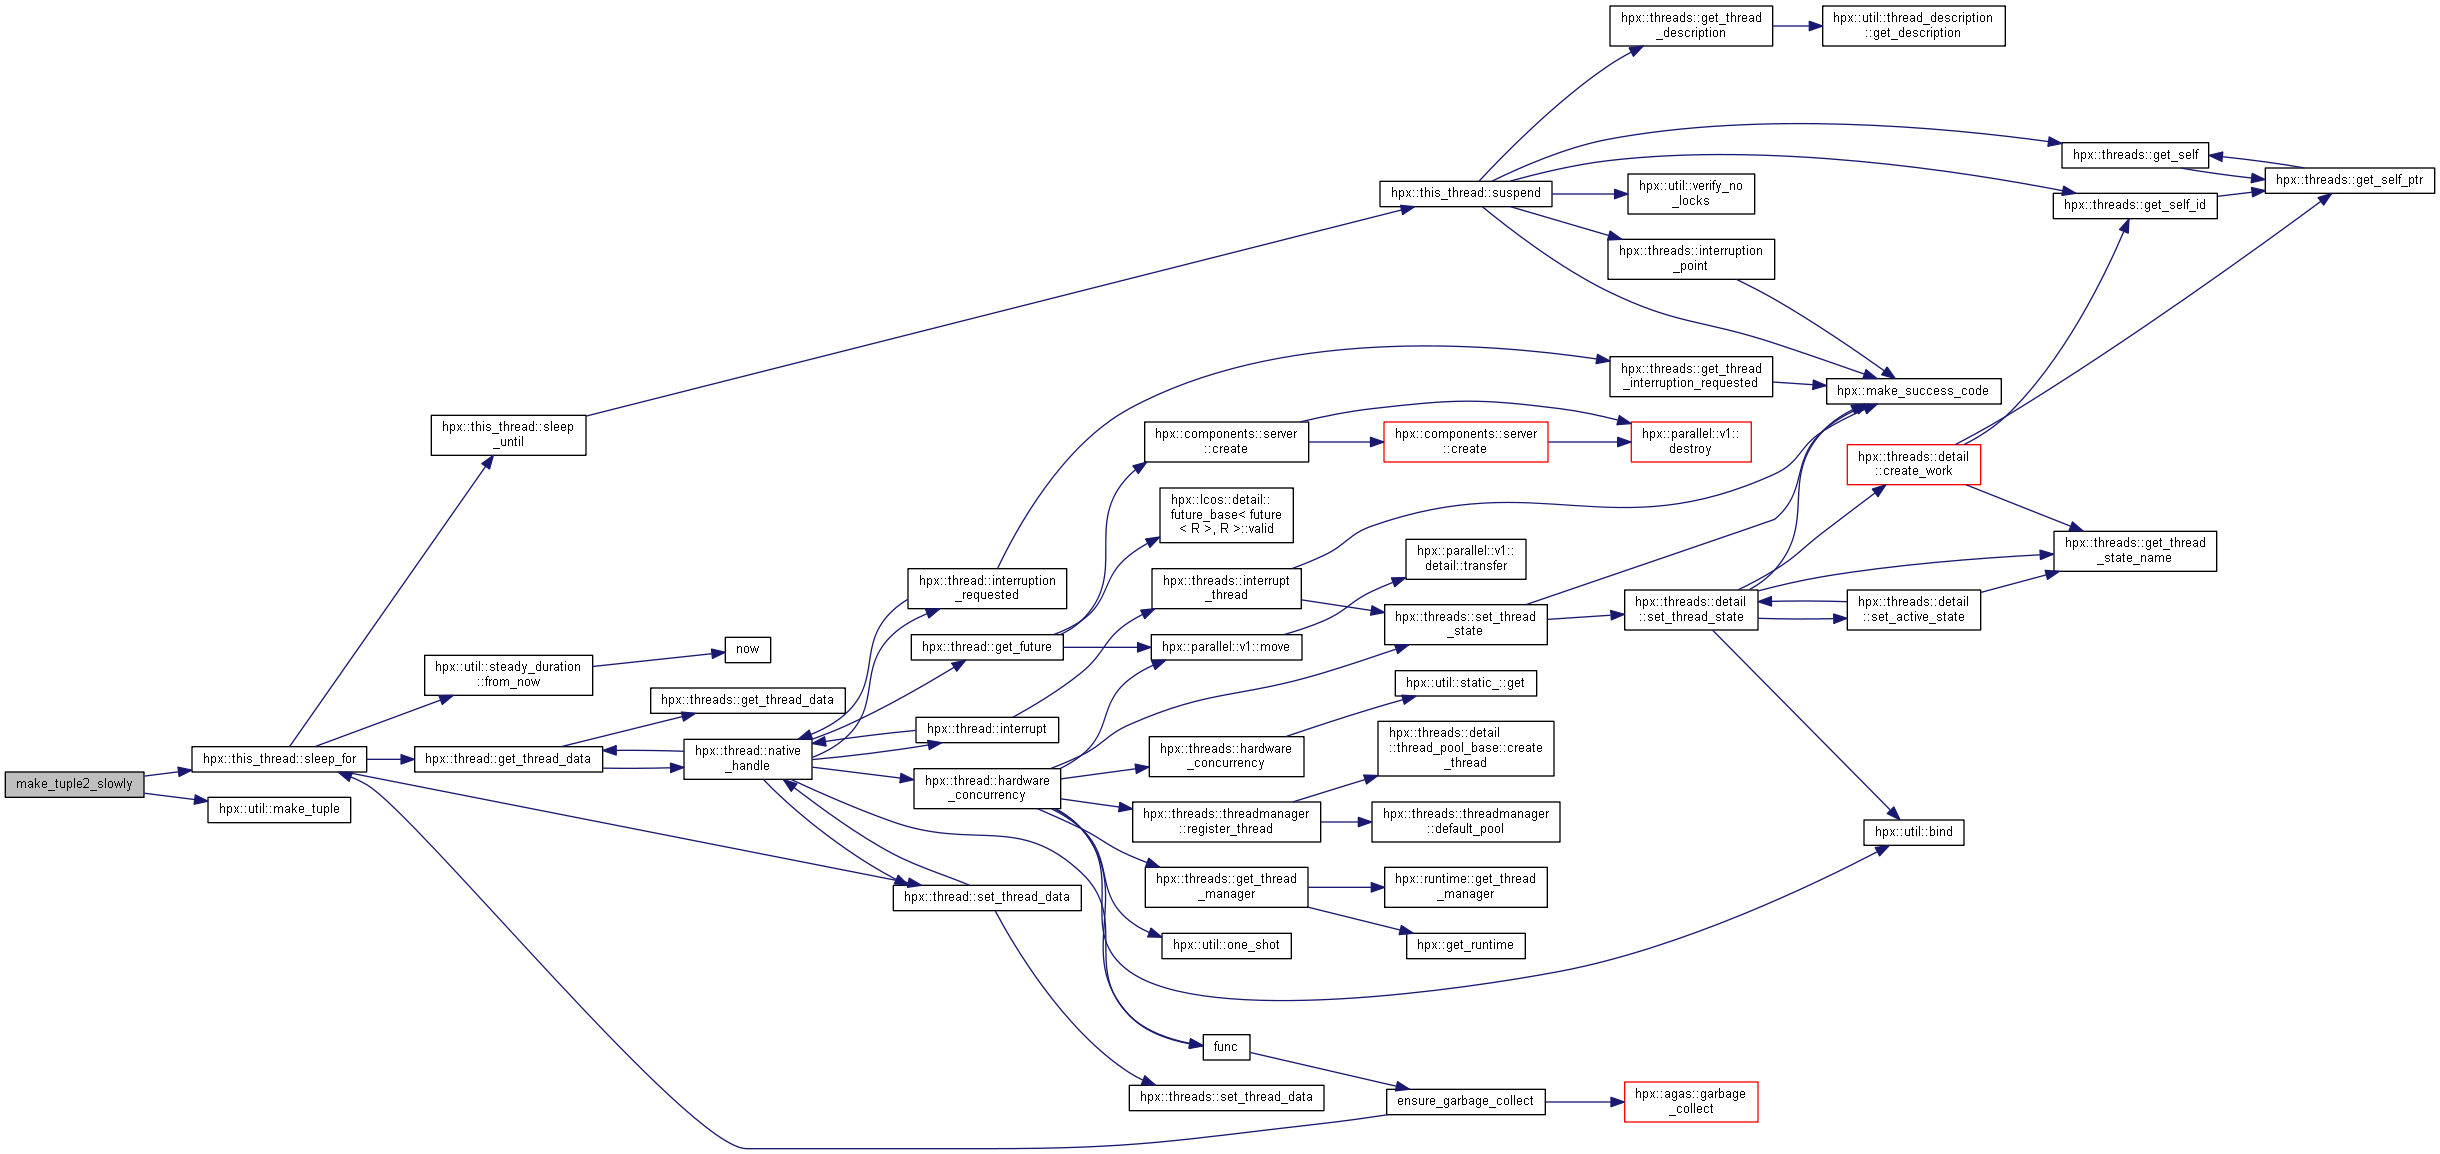 make_tuple2_slowly
hpx::this_thread::sleep_for
hpx::util::make_tuple
hpx::this_thread::sleep
_until
hpx::util::steady_duration
::from_now
hpx::thread::get_thread_data
now
hpx::threads::get_thread_data
hpx::thread::native
_handle
hpx::thread::interruption
_requested
hpx::thread::get_future
hpx::thread::interrupt
hpx::thread::hardware
_concurrency
hpx::thread::set_thread_data
hpx::components::server
::create
hpx::lcos::detail::
future_base< future
< R >, R >::valid
hpx::threads::interrupt
_thread
hpx::parallel::v1::move
hpx::threads::hardware
_concurrency
hpx::threads::threadmanager
::register_thread
hpx::threads::get_thread
_manager
hpx::util::one_shot
func
hpx::threads::set_thread_data
hpx::this_thread::suspend
hpx::components::server
::create
hpx::parallel::v1::
detail::transfer
hpx::threads::set_thread
_state
hpx::util::static_::get
hpx::threads::detail
::thread_pool_base::create
_thread
hpx::threads::threadmanager
::default_pool
hpx::runtime::get_thread
_manager
hpx::get_runtime
ensure_garbage_collect
hpx::threads::get_thread
_description
hpx::util::verify_no
_locks
hpx::threads::interruption
_point
hpx::threads::get_thread
_interruption_requested
hpx::parallel::v1::
destroy
hpx::threads::detail
::set_thread_state
hpx::agas::garbage
_collect
hpx::util::thread_description
::get_description
hpx::make_success_code
hpx::threads::detail
::create_work
hpx::threads::detail
::set_active_state
hpx::util::bind
hpx::threads::get_self
hpx::threads::get_self_id
hpx::threads::get_thread
_state_name
hpx::threads::get_self_ptr